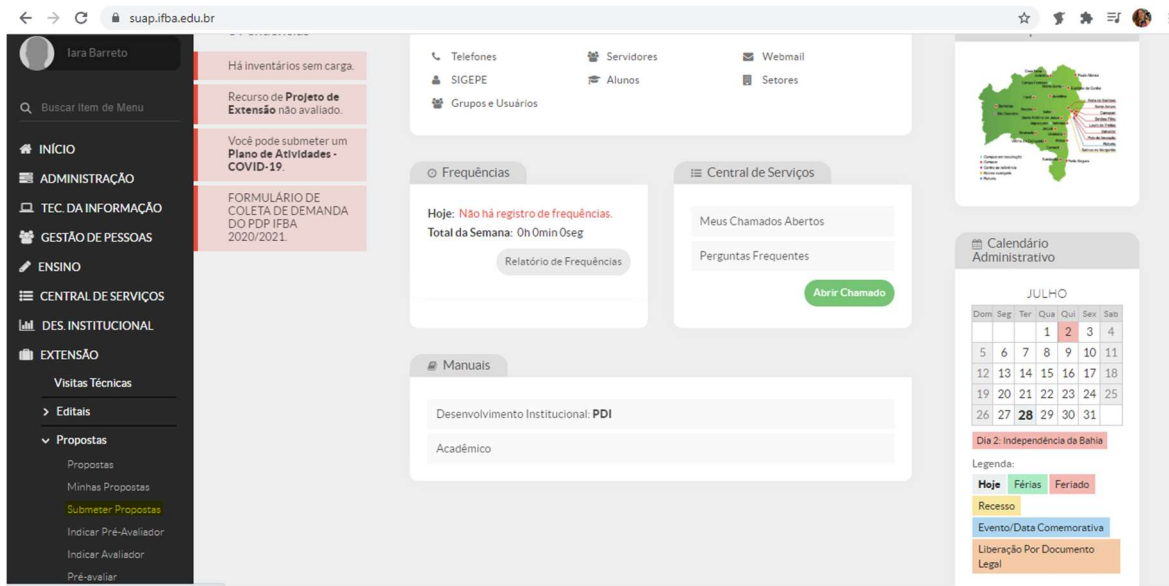 suap.ifba.edu.br
Iara Barreto
Buscar Item de Menu
INÍCIO
ADMINISTRAÇÃO
TEC. DA INFORMAÇÃO
GESTÃO DE PESSOAS
ENSINO
CENTRAL DE SERVIÇOS
DES. INSTITUCIONAL
EXTENSÃO
Visitas Técnicas
Editais
Propostas
Propostas
Minhas Propostas
Submeter Propostas
Indicar Pré-Avaliador
Indicar Avaliador
Pré-avaliar
Há inventários sem carga.
Recurso de Projeto de
Extensão não avaliado.
Você pode submeter um
Plano de Atividades -
COVID-19.
FORMULÁRIO DE
COLETA DE DEMANDA
DO PDP IFBA
2020/2021.
Telefones
Servidores
Webmail
SIGEPE
Alunos
Setores
Grupos e Usuários
Frequências
Hoje: Não há registro de frequências.
Total da Semana: 0h 0min 0seg
Relatório de Frequências
Central de Serviços
Meus Chamados Abertos
Perguntas Frequentes
Abrir Chamado
Manuais
Desenvolvimento Institucional: PDI
Acadêmico
Calendário
Administrativo
JULHO
Dom Seg Ter Qua Qui Sex Sab
1 2 3 4
5 6 7 8 9 10 11
12 13 14 15 16 17 18
19 20 21 22 23 24 25
26 27 28 29 30 31
Dia 2: Independência da Bahia
Legenda:
Hoje Férias Feriado
Recesso
Evento/Data Comemorativa
Liberação Por Documento
Legal